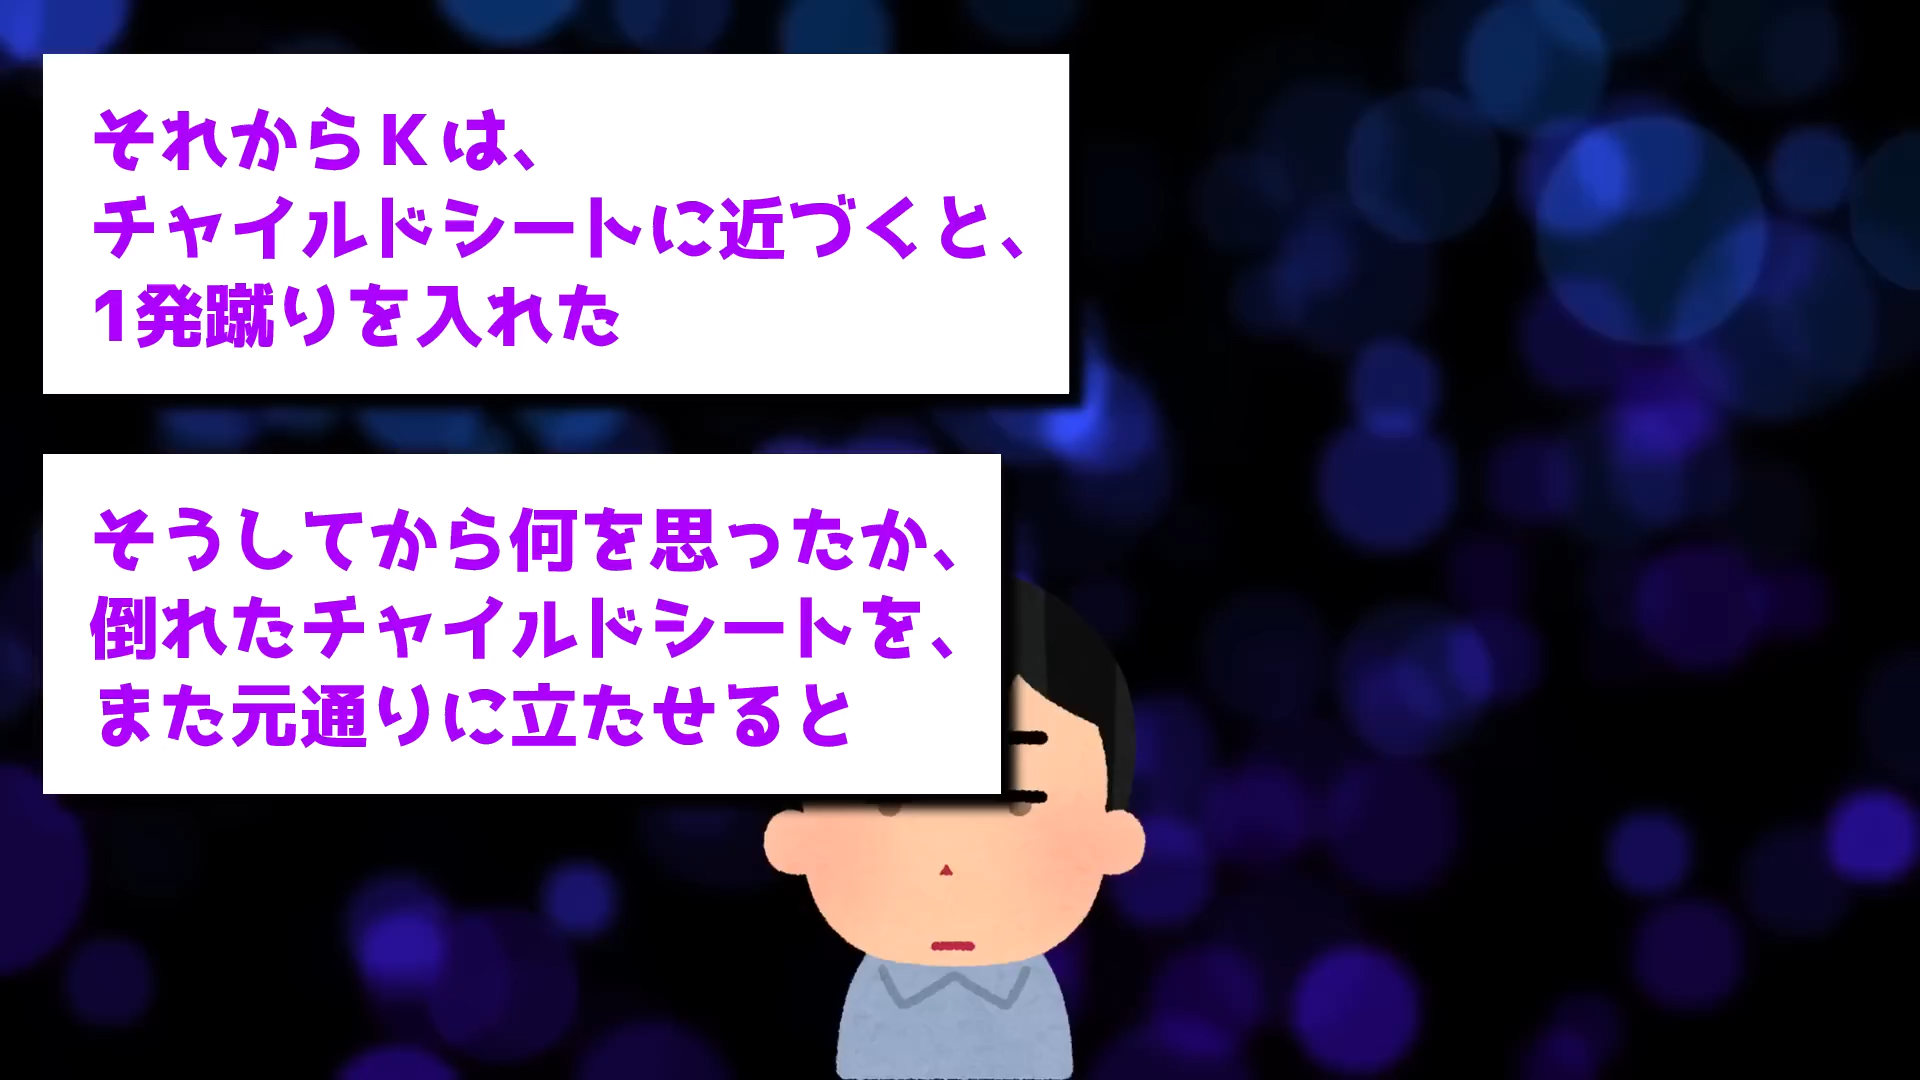 それからKは、
チャイルドシートに近づくと、
1発蹴りを入れた
そうしてから何を思ったか、
倒れたチャイルドシートを、
また元通りに立たせると